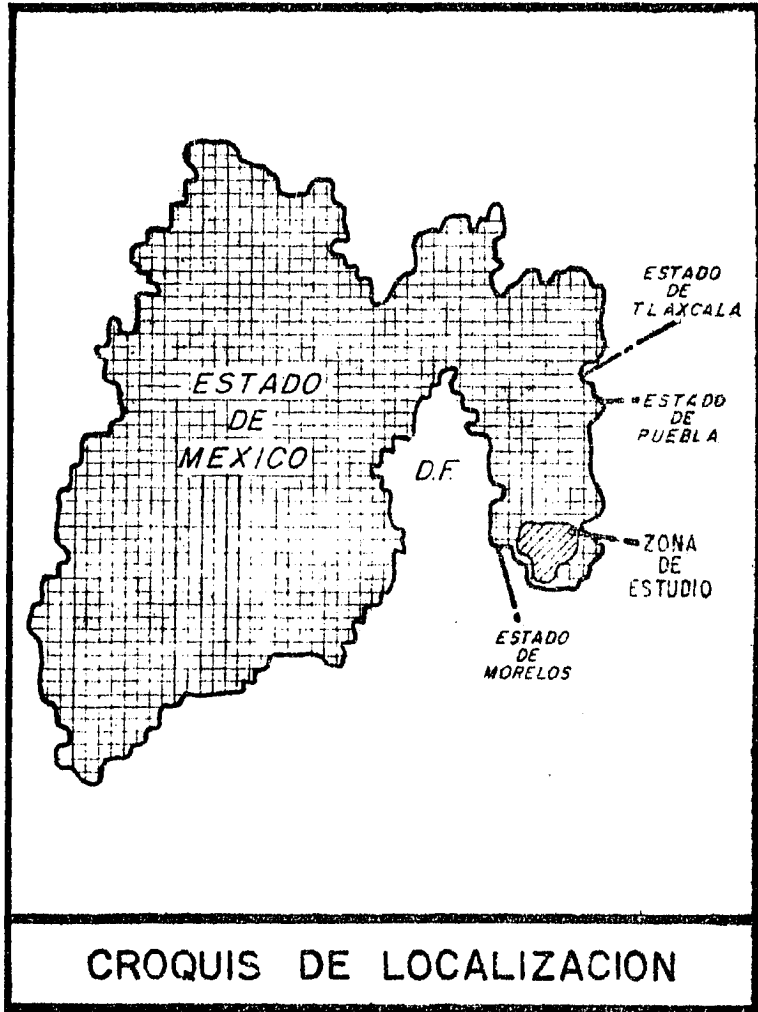 ESTADO
DE
TLAXCALA
ESTADO
DE
MEXICO
ESTADO
DE
PUEBLA
D.F.
ZONA
DE
ESTUDIO
ESTADO
DE
MORELOS
CROQUIS DE LOCALIZACION